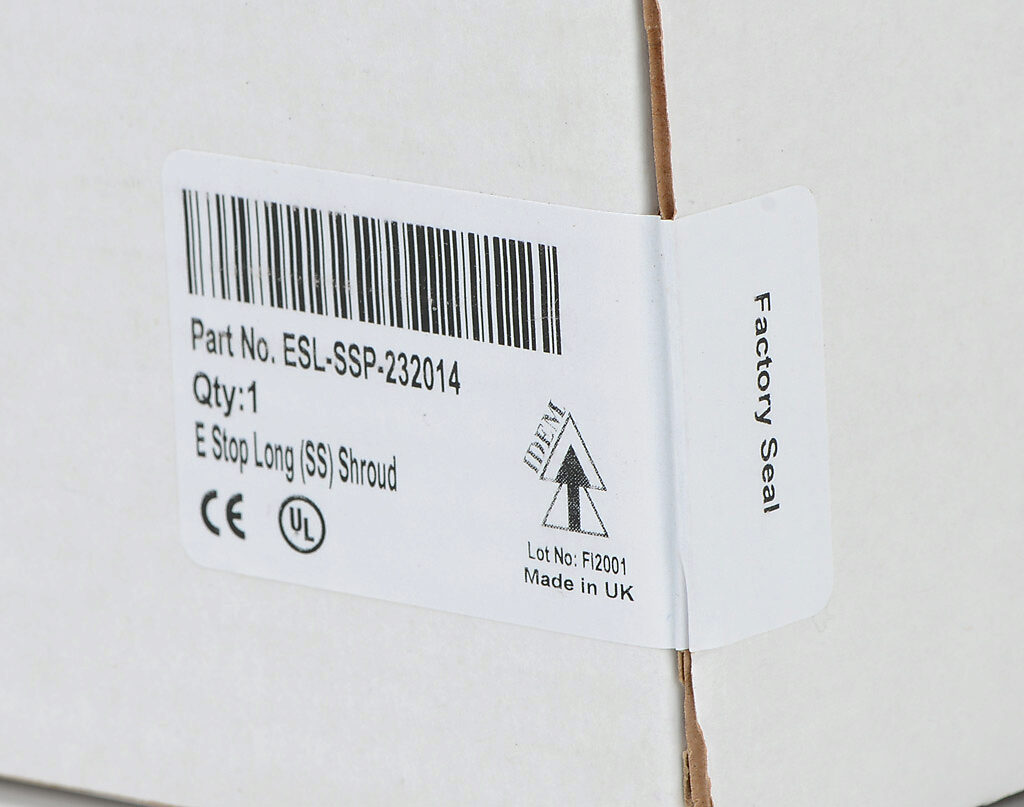 Part No. ESL-SSP-232014
Qty:1
E Stop Long (SS) Shroud
CE
UL
IDEM
Lot No: FI2001
Made in UK
Factory Seal